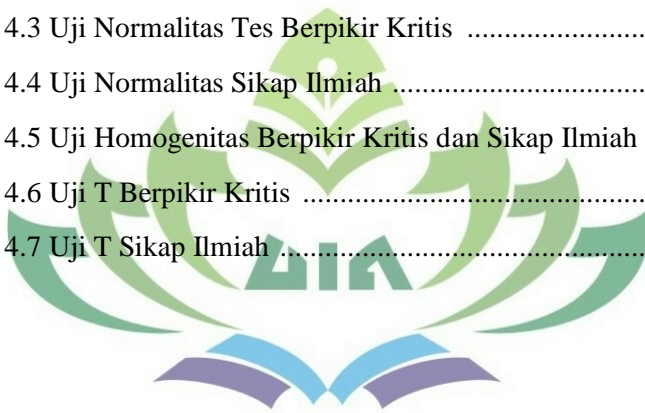 4.3 Uji Normalitas Tes Berpikir Kritis .......................
4.4 Uji Normalitas Sikap Ilmiah .................................
4.5 Uji Homogenitas Berpikir Kritis dan Sikap Ilmiah
4.6 Uji T Berpikir Kritis ............................................
4.7 Uji T Sikap Ilmiah ...............................................
UIN